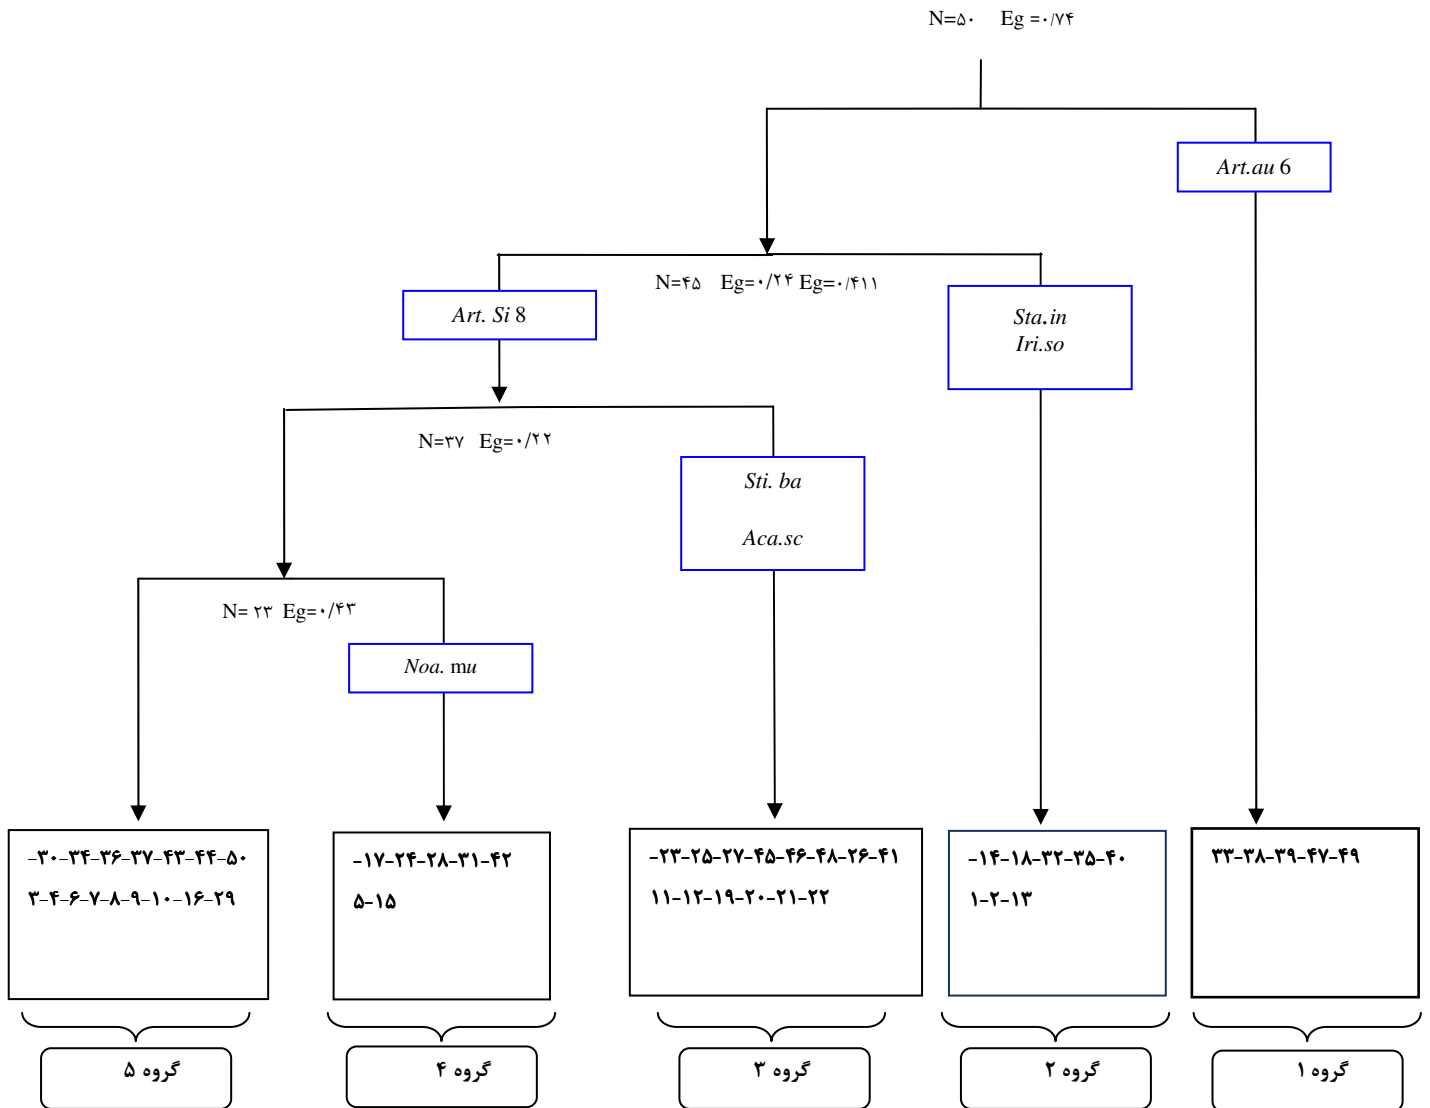 N=۵۰ Eg =۰/۷۴
Art.au 6
N=۴۵ Eg=۰/۲۴ Eg=۰/۴۱۱
Art. Si 8
Sta.in
Iri.so
N=۳۷ Eg=۰/۲۲
Sti. ba
Aca.sc
N= ۲۳ Eg=۰/۴۳
Noa. mu
-۳۰-۳۴-۳۶-۳۷-۴۳-۴۴-۵۰
۳-۴-۶-۷-۸-۹-۱۰-۱۶-۲۹
-۱۷-۲۴-۲۸-۳۱-۴۲
۵-۱۵
-۲۳-۲۵-۲۷-۴۵-۴۶-۴۸-۲۶-۴۱
۱۱-۱۲-۱۹-۲۰-۲۱-۲۲
-۱۴-۱۸-۳۲-۳۵-۴۰
۱-۲-۱۳
۳۳-۳۸-۳۹-۴۷-۴۹
گروه ۵
گروه ۴
گروه ۳
گروه ۲
گروه ۱